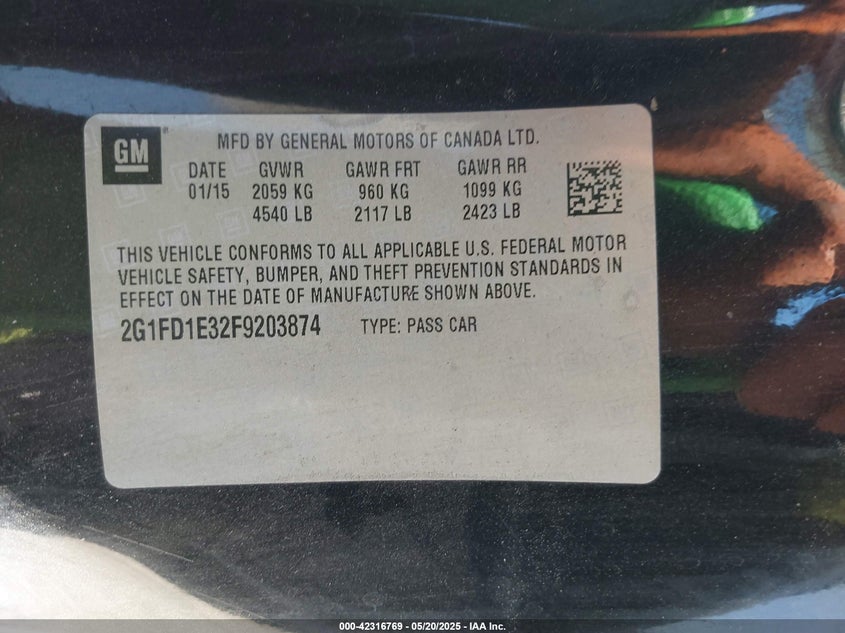 GM
MFD BY GENERAL MOTORS OF CANADA LTD.
DATE GVWR GAWR FRT GAWR RR
01/15 2059 KG 960 KG 1099 KG
4540 LB 2117 LB 2423 LB
THIS VEHICLE CONFORMS TO ALL APPLICABLE U.S. FEDERAL MOTOR
VEHICLE SAFETY, BUMPER, AND THEFT PREVENTION STANDARDS IN
EFFECT ON THE DATE OF MANUFACTURE SHOWN ABOVE.
2G1FD1E32F9203874 TYPE: PASS CAR
000-42316769 - 05/20/2025 - IAA Inc.